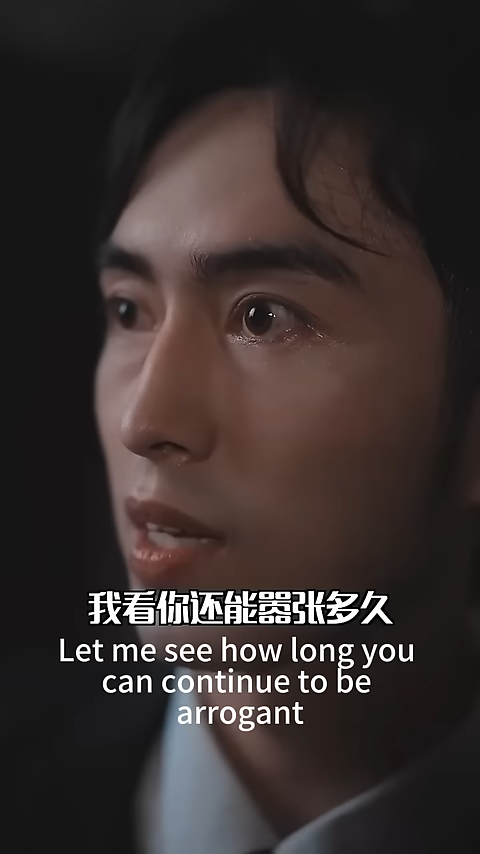 我看你还能嚣张多久
Let me see how long you
can continue to be
arrogant